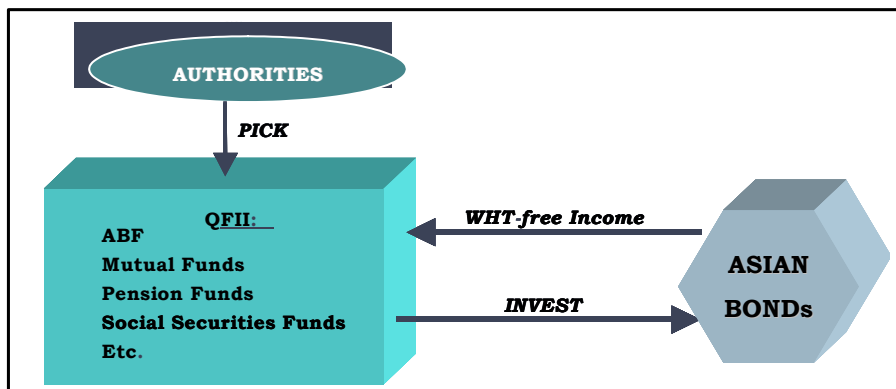 AUTHORITIES
PICK
QFII:
ABF
Mutual Funds
Pension Funds
Social Securities Funds
Etc.
WHT-free Income
INVEST
ASIAN
BONDs